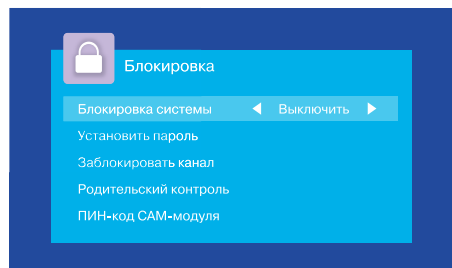 Блокировка
Блокировка системы Выключить
Установить пароль
Заблокировать канал
Родительский контроль
ПИН-код САМ-модуля